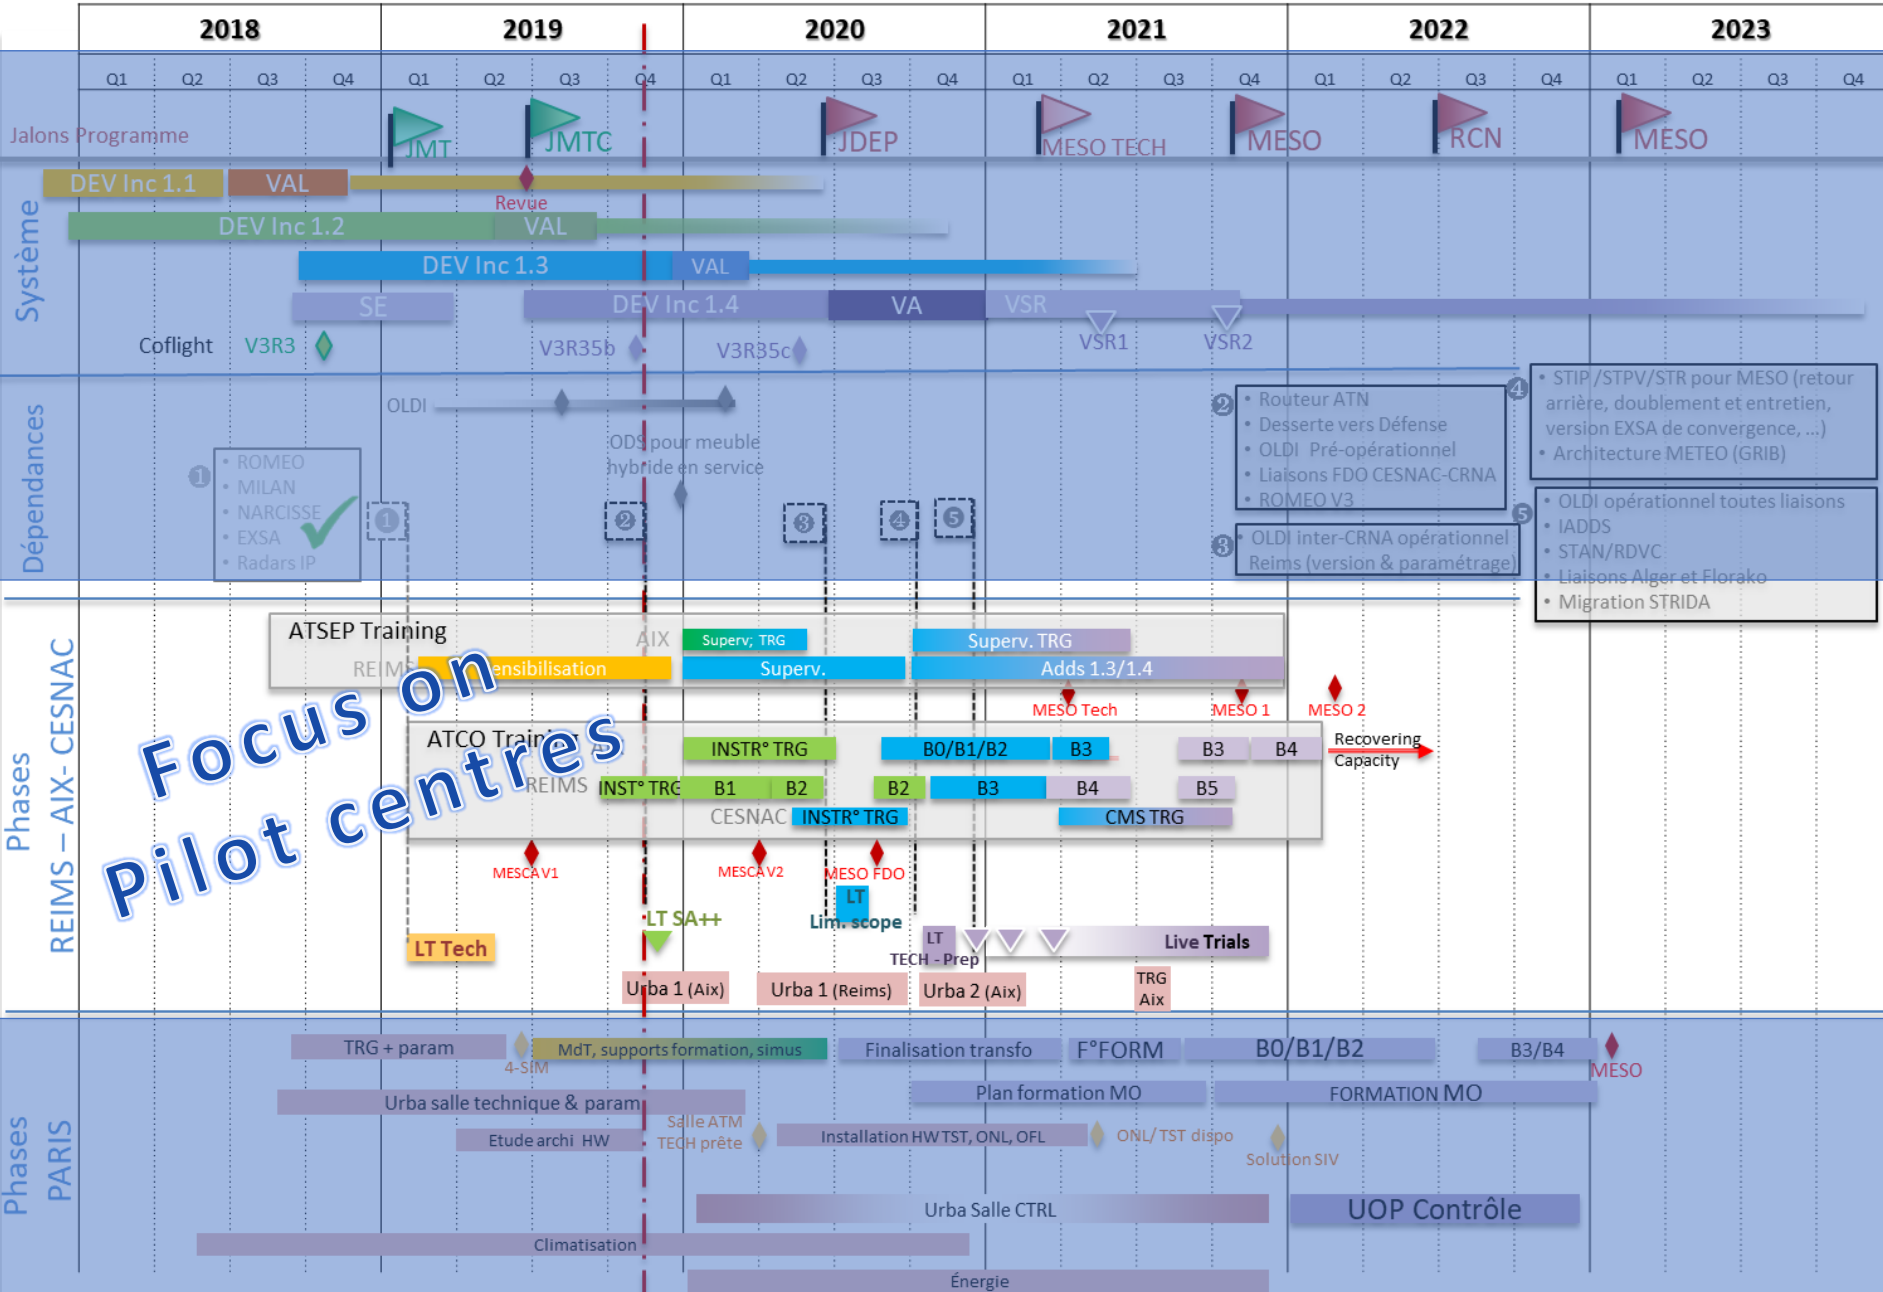 2018 2019 2020 2021 2022 2023
Q1 Q2 Q3 Q4 Q1 Q2 Q3 Q4 Q1 Q2 Q3 Q4 Q1 Q2 Q3 Q4 Q1 Q2 Q3 Q4 Q1 Q2 Q3 Q4
Jalons Programme
JMT
JMTC
JDEP
MESO TECH
MESO
RCN
MESO
Système
DEV Inc 1.1
VAL
Revue
DEV Inc 1.2
VAL
DEV Inc 1.3
VAL
SE
DEV Inc 1.4
VA
VSR
VSR1
VSR2
Coflight
V3R3
V3R35b
V3R35c
Dépendances
OLDI
ODS pour meuble
hybride en service
❶
• ROMEO
• MILAN
• NARCISSE
• EXSA
• Radars IP
❶
❷
❸
❹
❺
❷
• Routeur ATN
• Desserte vers Défense
• OLDI Pré-opérationnel
• Liaisons FDO CESNAC-CRNA
• ROMEO V3
❸
• OLDI inter-CRNA opérationnel
Reims (version & paramétrage)
❹
• STIP /STPV/STR pour MESO (retour
arrière, doublement et entretien,
version EXSA de convergence, ...)
• Architecture METEO (GRIB)
❺
• OLDI opérationnel toutes liaisons
• IADDS
• STAN/RDVC
• Liaisons Alger et Florako
• Migration STRIDA
Phases
REIMS – AIX- CESNAC
Focus on
Pilot centres
ATSEP Training
AIX
Superv; TRG
Superv. TRG
REIMS
ensibilisation
Superv.
Adds 1.3/1.4
MESO Tech
MESO 1
MESO 2
ATCO Training
INSTR° TRG
B0/B1/B2
B3
B3
B4
Recovering
Capacity
REIMS
INST° TRG
B1
B2
B2
B3
B4
B5
CESNAC
INSTR° TRG
CMS TRG
MESCA V1
MESCA V2
MESO FDO
LT
Lim. scope
LT SA++
LT Tech
LT
TECH - Prep
Live Trials
Urba 1 (Aix)
Urba 1 (Reims)
Urba 2 (Aix)
TRG
Aix
Phases
PARIS
TRG + param
4-SIM
MdT, supports formation, simus
Finalisation transfo
F°FORM
B0/B1/B2
B3/B4
MESO
Urba salle technique & param
Plan formation MO
FORMATION MO
Etude archi HW
Salle ATM
TECH prête
Installation HW TST, ONL, OFL
ONL/ TST dispo
Solution SIV
Urba Salle CTRL
UOP Contrôle
Climatisation
Énergie